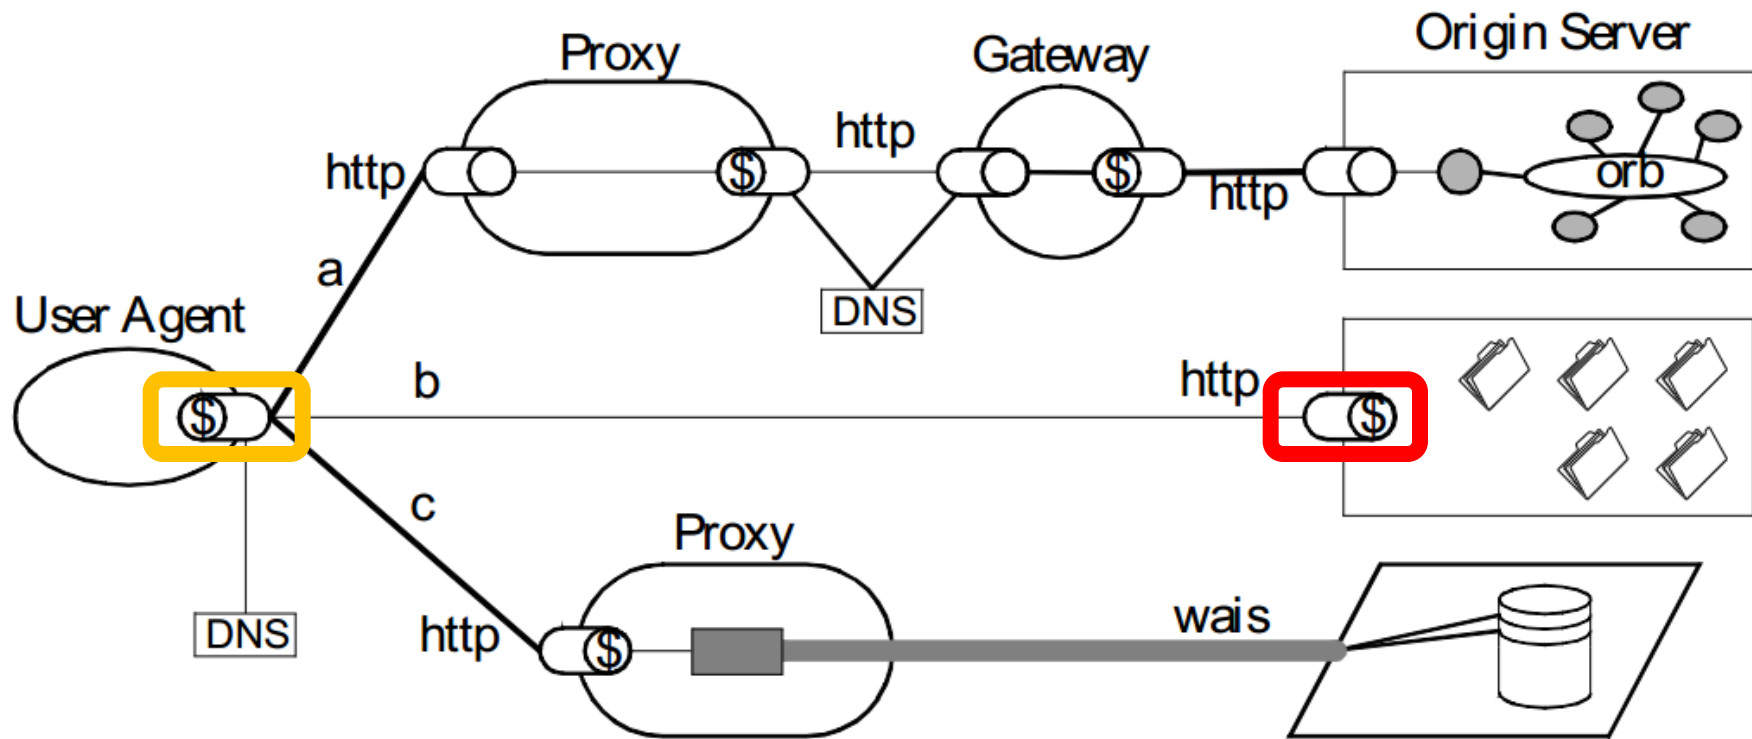 Origin Server
Proxy
Gateway
http
http
http
$
$
orb
a
DNS
User Agent
b
http
$
$
c
Proxy
DNS
http
$
wais